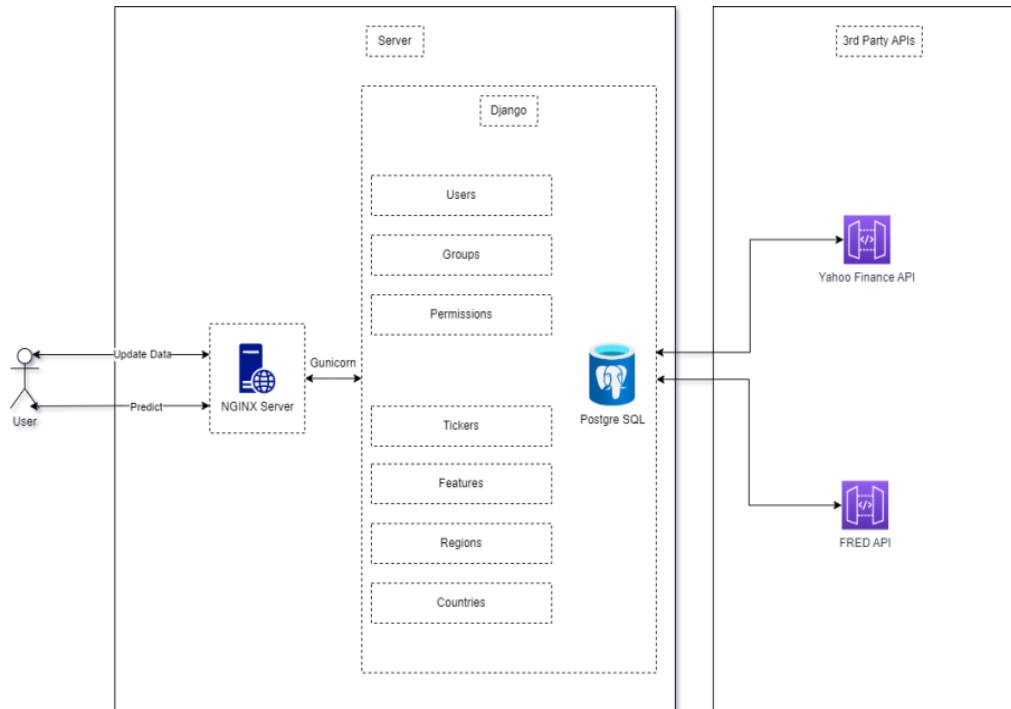 Server
3rd Party APIs
Django
Users
Groups
Permissions
Yahoo Finance API
Update Data
Gunicorn
NGINX Server
Predict
User
Postgre SQL
Tickers
Features
Regions
Countries
FRED API